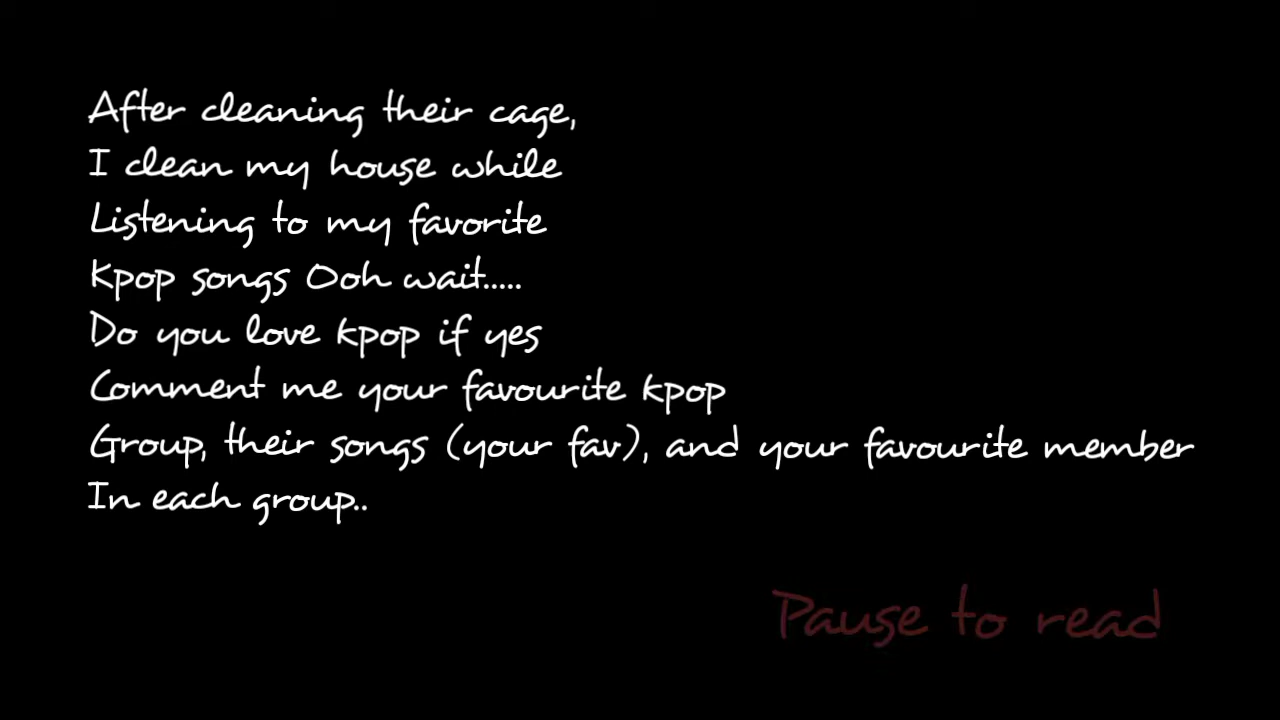 After cleaning their cage,
I clean my house while
Listening to my favorite
Kpop songs Ooh wait.....
Do you love kpop if yes
Comment me your favourite kpop
Group, their songs (your fav), and your favourite member
In each group..
Pause to read